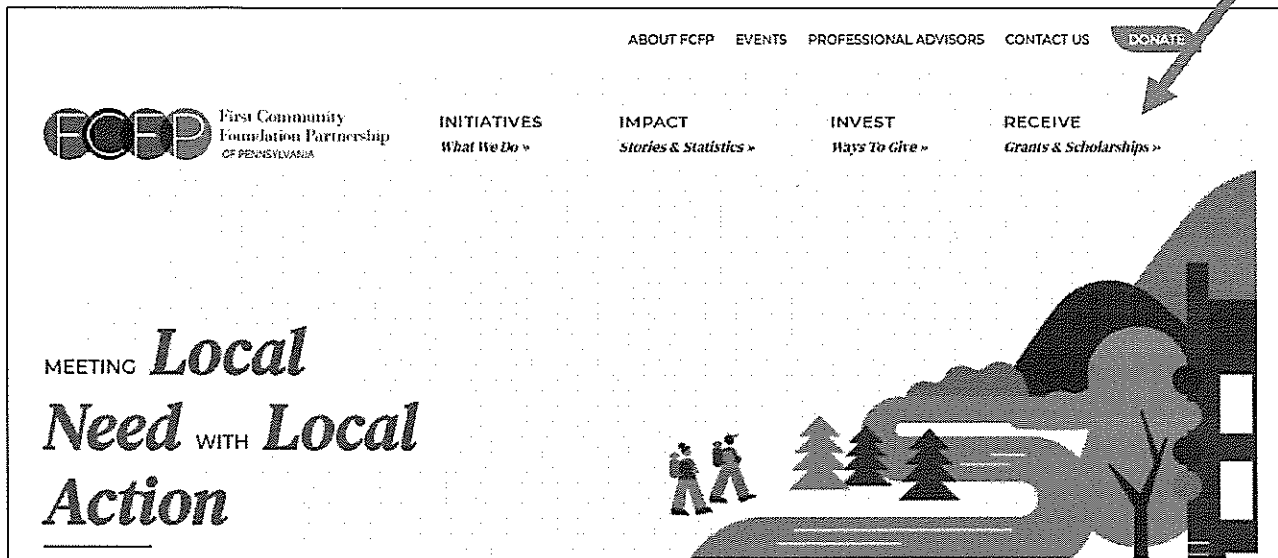 ABOUT FCFP EVENTS PROFESSIONAL ADVISORS CONTACT US DONATE
FCFP
First Community
Foundation Partnership
OF PENNSYLVANIA
INITIATIVES
What We Do »
IMPACT
Stories & Statistics »
INVEST
Ways To Give »
RECEIVE
Grants & Scholarships »
MEETING Local
Need WITH Local
Action